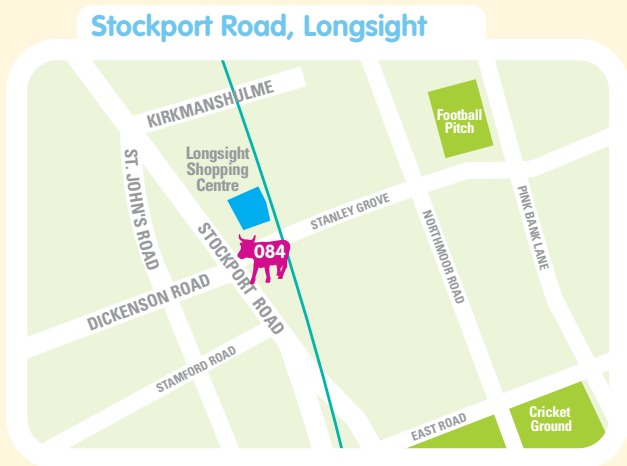 Stockport Road, Longsight
KIRKMANSHULME
Football
Pitch
Longsight
Shopping
Centre
ST. JOHN'S ROAD
STANLEY GROVE
PINK BANK LANE
NORTHMOOR ROAD
STOCKPORT ROAD
084
DICKENSON ROAD
STAMFORD ROAD
Cricket
Ground
EAST ROAD